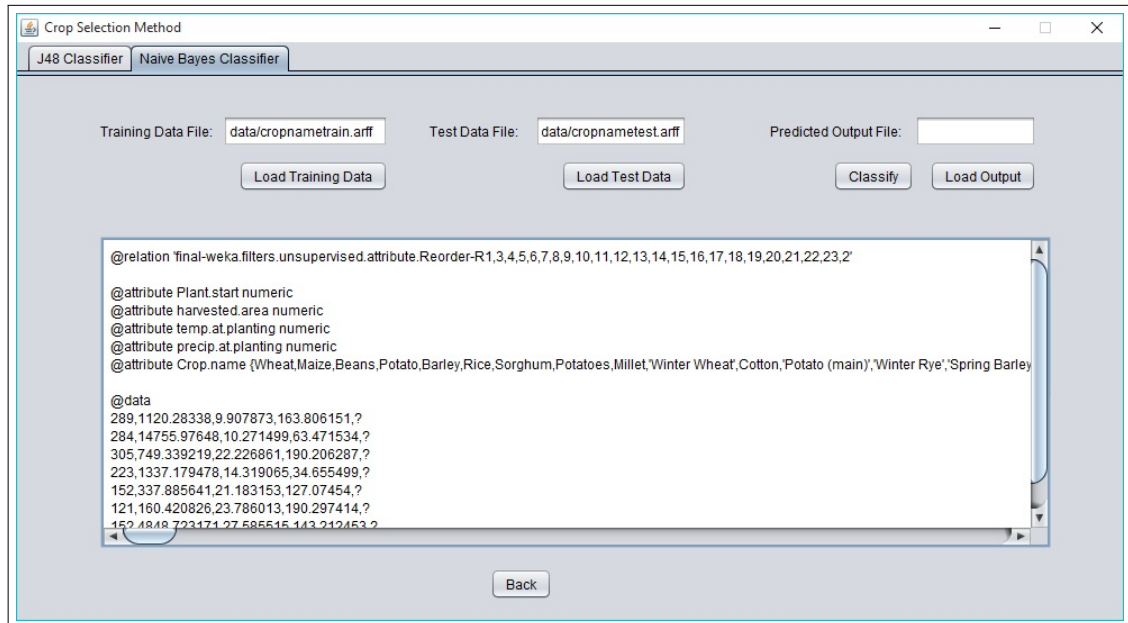 Crop Selection Method
J48 Classifier Naive Bayes Classifier
Training Data File: data/cropnametrain.arff Test Data File: data/cropnametest.arff Predicted Output File:
Load Training Data Load Test Data Classify Load Output
@relation 'final-weka.filters.unsupervised.attribute.Reorder-R1,3,4,5,6,7,8,9,10,11,12,13,14,15,16,17,18,19,20,21,22,23,2'
@attribute Plant.start numeric
@attribute harvested.area numeric
@attribute temp.at.planting numeric
@attribute precip.at.planting numeric
@attribute Crop.name {Wheat,Maize,Beans,Potato,Barley,Rice,Sorghum,Potatoes,Millet,'Winter Wheat',Cotton,'Potato (main)','Winter Rye','Spring Barley
@data
289,1120.28338,9.907873,163.806151,?
284,14755.97648,10.271499,63.471534,?
305,749.339219,22.226861,190.206287,?
223,1337.179478,14.319065,34.655499,?
152,337.885641,21.183153,127.07454,?
121,160.420826,23.786013,190.297414,?
152,4848.723171,27.585515,143.212453,?
Back